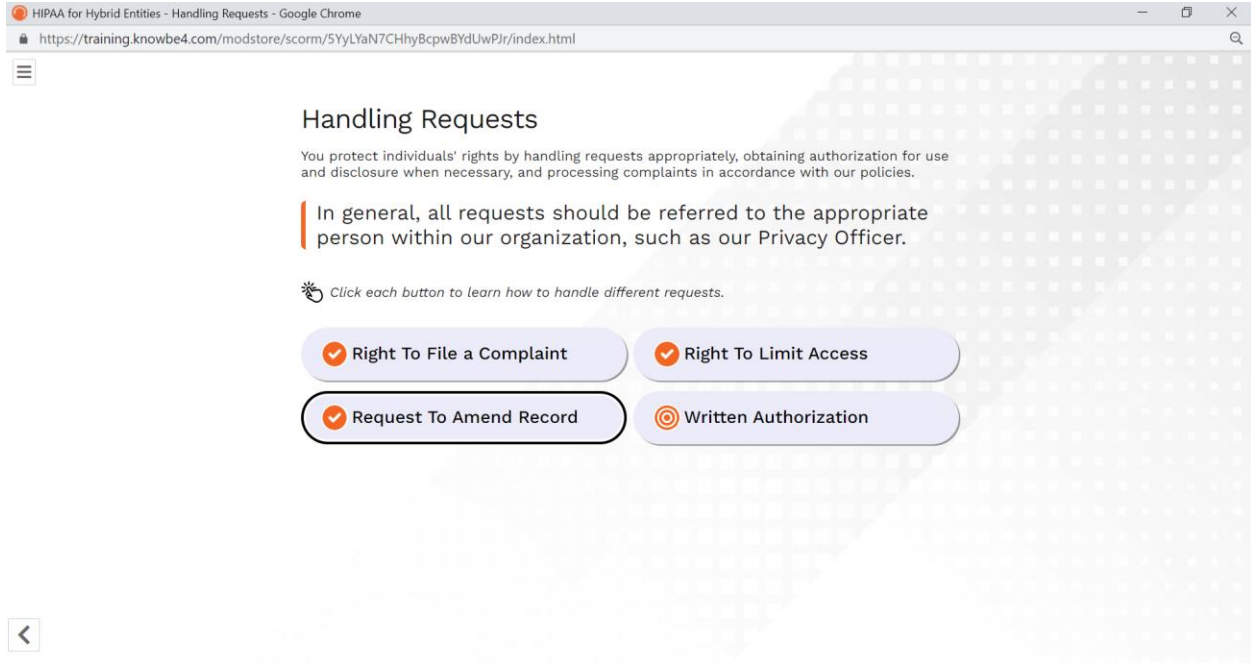 HIPAA for Hybrid Entities - Handling Requests - Google Chrome
https://training.knowbe4.com/modstore/scorm/5YyLYaN7CHhyBcpwBYdUwPJr/index.html
Handling Requests
You protect individuals' rights by handling requests appropriately, obtaining authorization for use
and disclosure when necessary, and processing complaints in accordance with our policies.
In general, all requests should be referred to the appropriate
person within our organization, such as our Privacy Officer.
Click each button to learn how to handle different requests.
Right To File a Complaint
Right To Limit Access
Request To Amend Record
Written Authorization